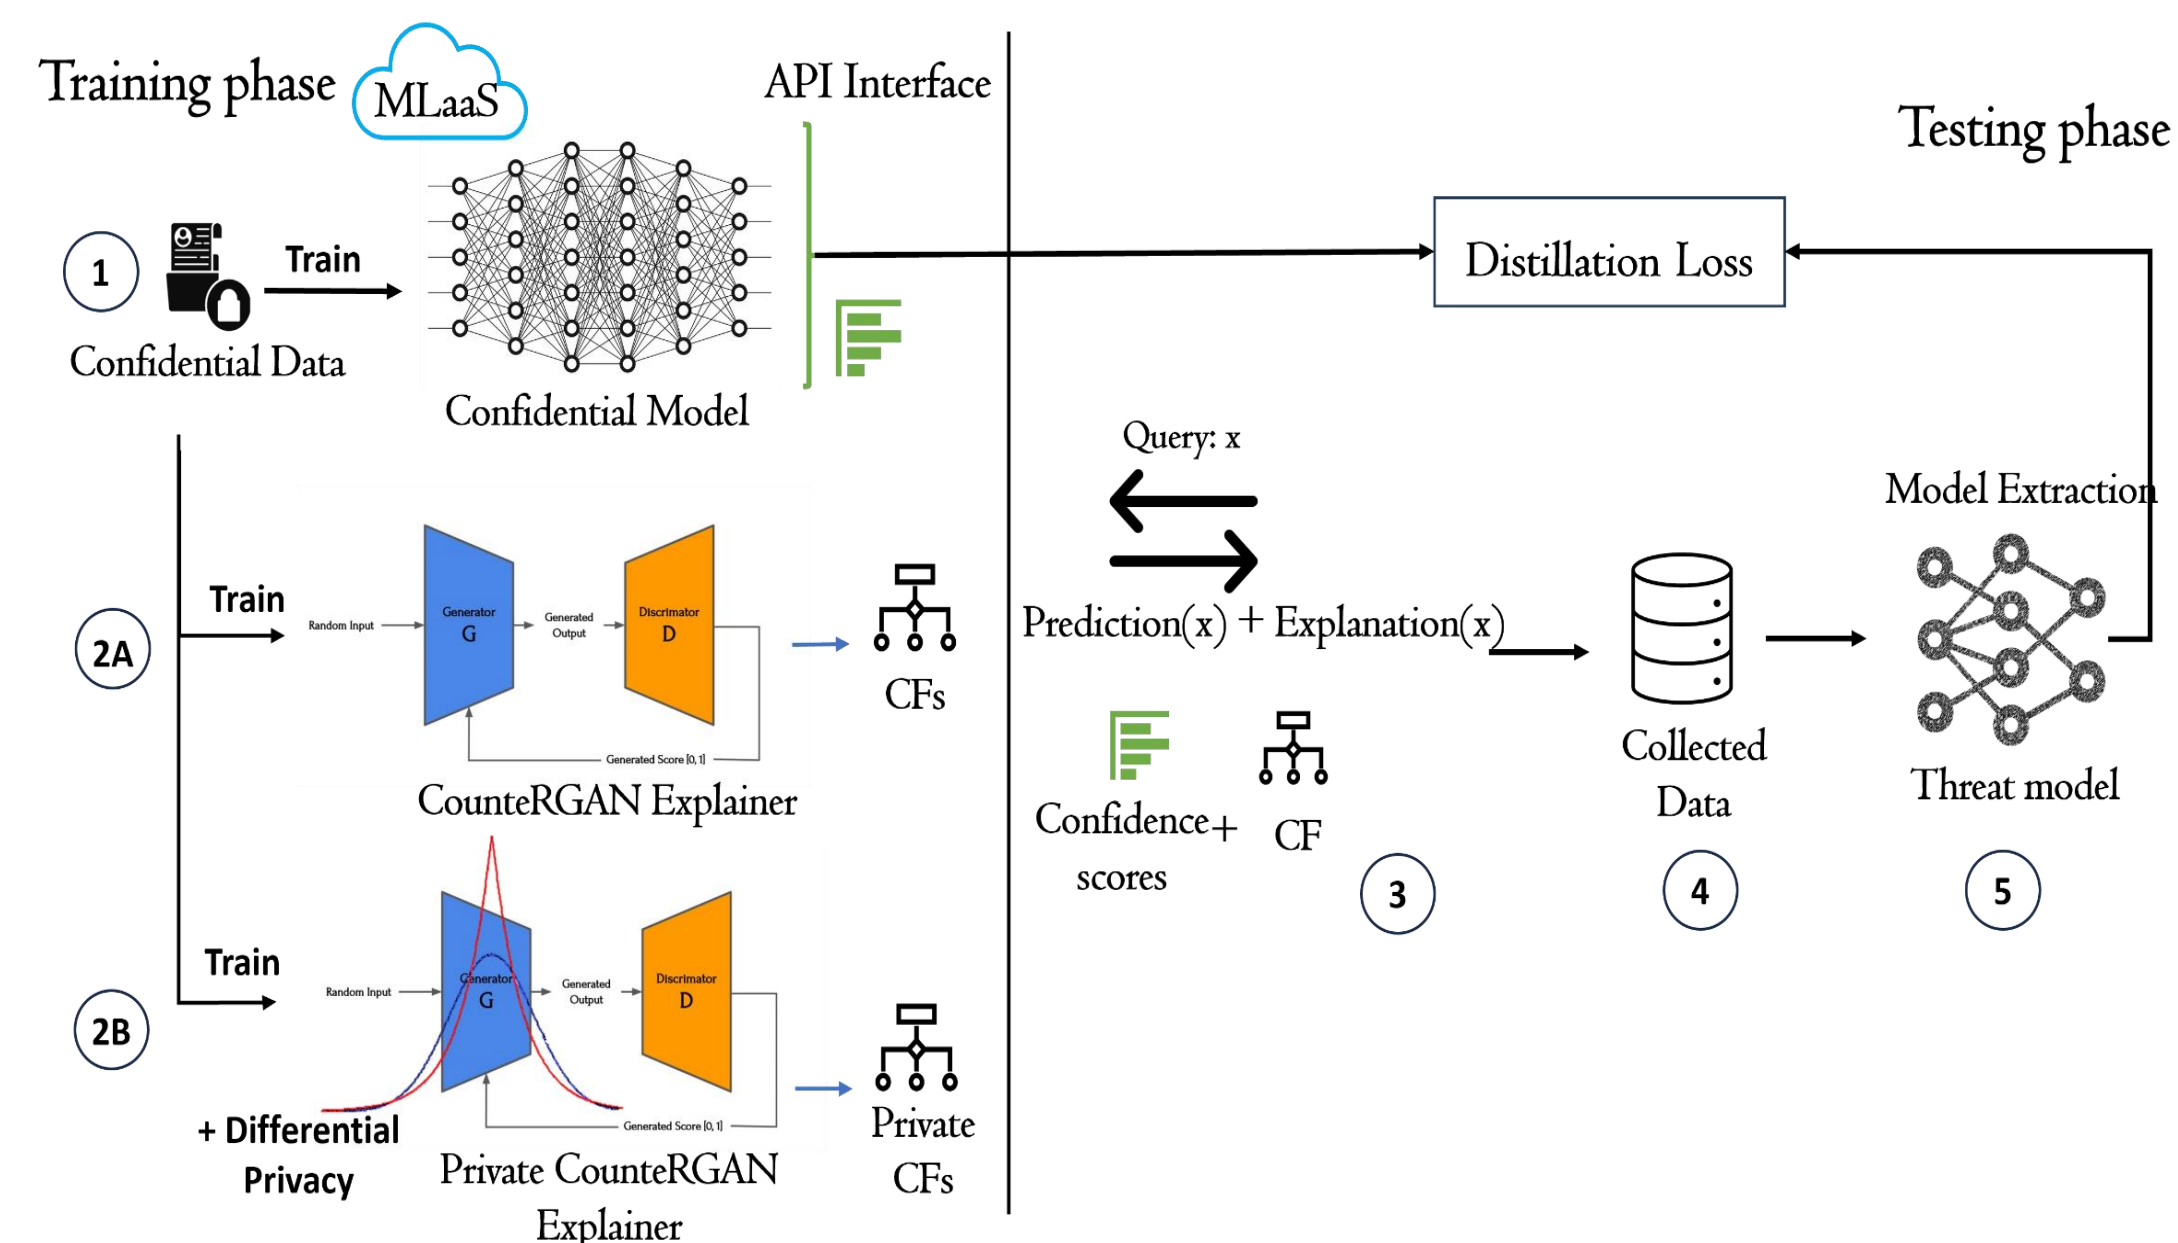 Training phase
MLaaS
API Interface
Testing phase
1
Train
Confidential Data
Confidential Model
Distillation Loss
Query: x
Prediction(x) + Explanation(x)
Confidence +
scores
CF
3
Collected
Data
4
Model Extraction
Threat model
5
2A
Train
Random Input
Generator
G
Generated
Output
Discrimator
D
Generated Score [0, 1]
CFs
CounteRGAN Explainer
2B
Train
+ Differential
Privacy
Random Input
Generator
G
Generated
Output
Discrimator
D
Generated Score [0, 1]
Private
CFs
Private CounteRGAN
Explainer